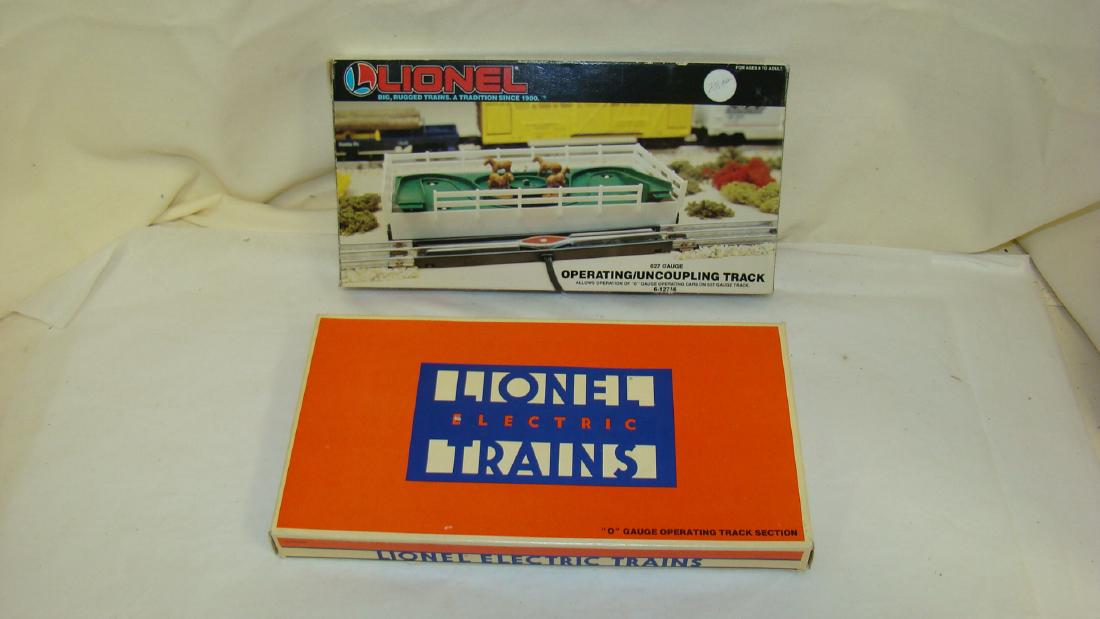 LIONEL
FOR AGES 8 TO ADULT
BIG, RUGGED TRAINS. A TRADITION SINCE 1900.
027 GAUGE
OPERATING/UNCOUPLING TRACK
ALLOWS OPERATION OF "O" GAUGE OPERATING CARS ON 027 GAUGE TRACK.
6-12746
LIONEL
ELECTRIC
TRAINS
"O" GAUGE OPERATING TRACK SECTION
LIONEL ELECTRIC TRAINS